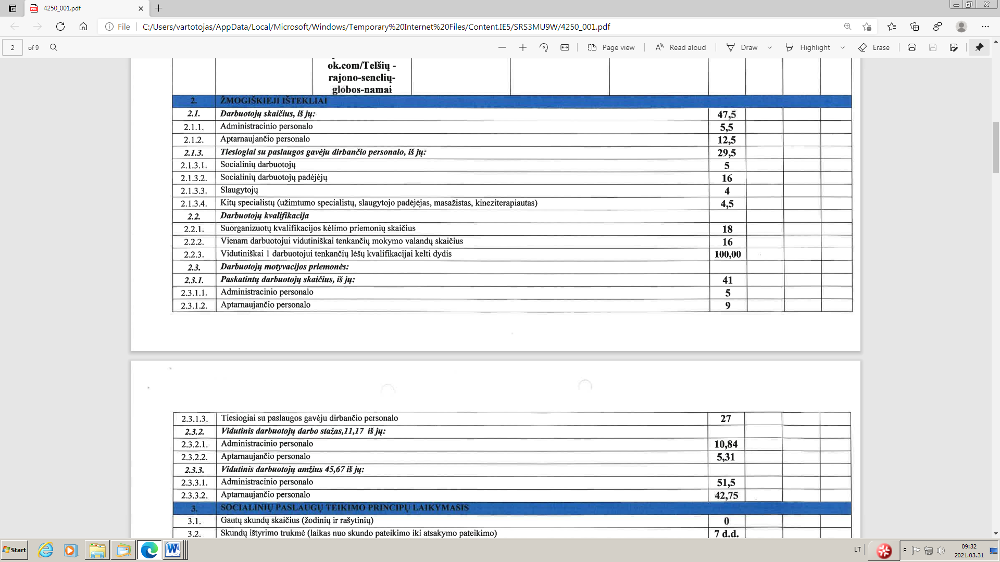 4250_001.pdf
File C:/Users/vartotojas/AppData/Local/Microsoft/Windows/Temporary%20Internet%20Files/Content.IE5/SRS3MU9W/4250_001.pdf
2 of 9 Page view Read aloud Draw Highlight Erase
ok.com/Telšių -
rajono-senelių-
globos-namai
2. ŽMOGIŠKIEJI IŠTEKLIAI
2.1. Darbuotojų skaičius, iš jų: 47,5
2.1.1. Administracinio personalo 5,5
2.1.2. Aptarnaujančio personalo 12,5
2.1.3. Tiesiogiai su paslaugos gavėju dirbančio personalo, iš jų: 29,5
2.1.3.1. Socialinių darbuotojų 5
2.1.3.2. Socialinių darbuotojų padėjėjų 16
2.1.3.3. Slaugytojų 4
2.1.3.4. Kitų specialistų (užimtumo specialistų, slaugytojo padėjėjas, masažistas, kineziterapiautas) 4,5
2.2. Darbuotojų kvalifikacija
2.2.1. Suorganizuotų kvalifikacijos kėlimo priemonių skaičius 18
2.2.2. Vienam darbuotojui vidutiniškai tenkančių mokymo valandų skaičius 16
2.2.3. Vidutiniškai 1 darbuotojui tenkančių lėšų kvalifikacijai kelti dydis 100,00
2.3. Darbuotojų motyvacijos priemonės:
2.3.1. Paskatintų darbuotojų skaičius, iš jų: 41
2.3.1.1. Administracinio personalo 5
2.3.1.2. Aptarnaujančio personalo 9
2.3.1.3. Tiesiogiai su paslaugos gavėju dirbančio personalo 27
2.3.2. Vidutinis darbuotojų darbo stažas,11,17 iš jų:
2.3.2.1. Administracinio personalo 10,84
2.3.2.2. Aptarnaujančio personalo 5,31
2.3.3. Vidutinis darbuotojų amžius 45,67 iš jų:
2.3.3.1. Administracinio personalo 51,5
2.3.3.2. Aptarnaujančio personalo 42,75
3. SOCIALINIŲ PASLAUGŲ TEIKIMO PRINCIPŲ LAIKYMASIS
3.1. Gautų skundų skaičius (žodinių ir rašytinių) 0
3.2. Skundų ištyrimo trukmė (laikas nuo skundo pateikimo iki atsakymo pateikimo) 7 d.d.
Start LT 09:32
2021.03.31